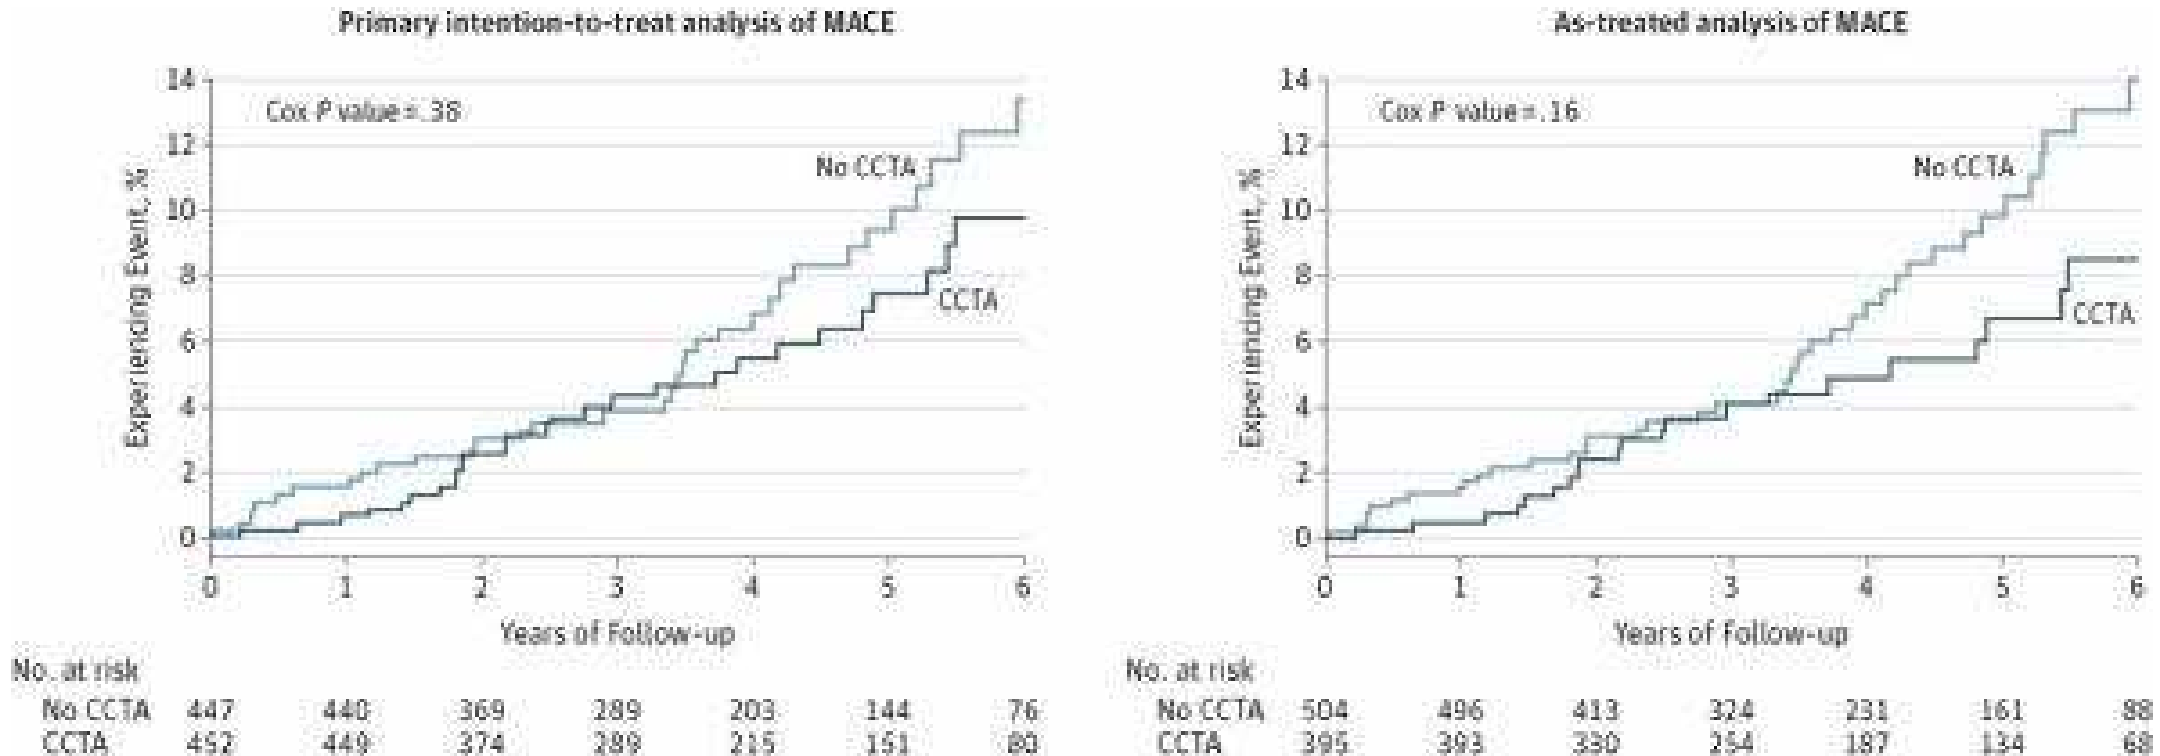 Primary intention-to-treat analysis of MACE
14
12
10
8
6
4
2
0
Experiencing Event, %
Cox P value = .38
No CCTA
CCTA
0 1 2 3 4 5 6
Years of Follow-up
No. at risk
No CCTA 447 440 369 289 203 144 76
CCTA 452 449 374 289 215 151 80
As-treated analysis of MACE
14
12
10
8
6
4
2
0
Experiencing Event, %
Cox P value = .16
No CCTA
CCTA
0 1 2 3 4 5 6
Years of Follow-up
No. at risk
No CCTA 504 496 413 324 231 161 88
CCTA 395 393 330 254 187 134 68